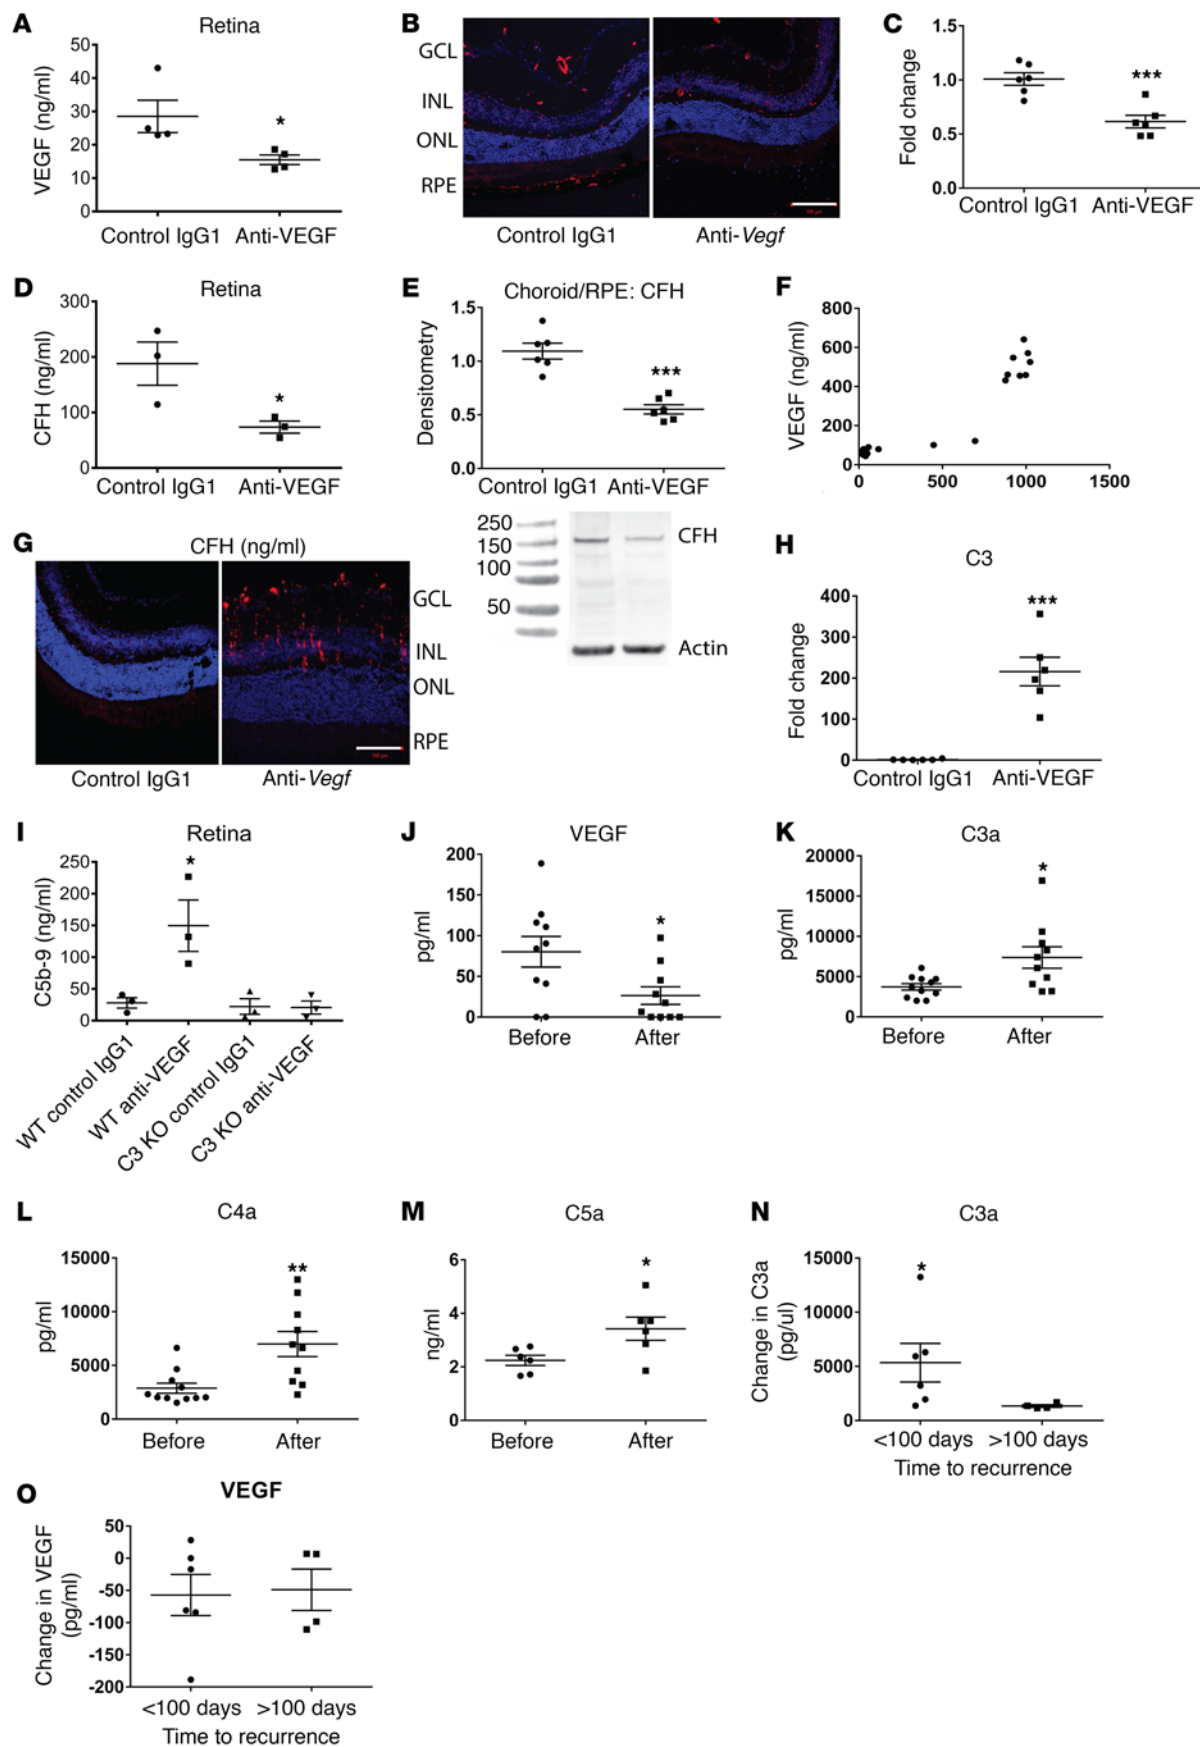 A
Retina
VEGF (ng/ml)
50
40
30
20
10
0
*
Control IgG1
Anti-VEGF
B
GCL
INL
ONL
RPE
Control IgG1
Anti-Vegf
C
Fold change
1.0
0.5
0.0
***
Control IgG1
Anti-VEGF
D
Retina
CFH (ng/ml)
300
200
100
0
*
Control IgG1
Anti-VEGF
E
Choroid/RPE: CFH
Densitometry
1.5
1.0
0.5
0.0
***
Control IgG1
Anti-VEGF
250
150
100
50
CFH
Actin
F
VEGF (ng/ml)
800
600
400
200
0
0 500 1000 1500
G
CFH (ng/ml)
GCL
INL
ONL
RPE
Control IgG1
Anti-Vegf
H
C3
Fold change
400
300
200
100
0
***
Control IgG1
Anti-VEGF
I
Retina
C5b-9 (ng/ml)
250
200
150
100
50
0
*
WT control IgG1
WT anti-VEGF
C3 KO control IgG1
C3 KO anti-VEGF
J
VEGF
pg/ml
200
150
100
50
0
*
Before
After
K
C3a
pg/ml
20000
15000
10000
5000
0
*
Before
After
L
C4a
pg/ml
15000
10000
5000
0
**
Before
After
M
C5a
ng/ml
6
4
2
0
*
Before
After
N
C3a
Change in C3a
(pg/ul)
15000
10000
5000
0
*
<100 days >100 days
Time to recurrence
O
VEGF
Change in VEGF
(pg/ml)
50
0
-50
-100
-150
-200
<100 days >100 days
Time to recurrence